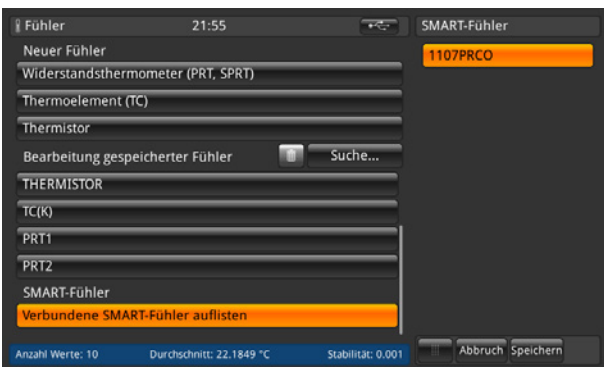 Fühler 21:55
Neuer Fühler
Widerstandsthermometer (PRT, SPRT)
Thermoelement (TC)
Thermistor
Bearbeitung gespeicherter Fühler Suche...
THERMISTOR
TC(K)
PRT1
PRT2
SMART-Fühler
Verbundene SMART-Fühler auflisten
Anzahl Werte: 10 Durchschnitt: 22.1849 °C Stabilität: 0.001
SMART-Fühler
1107PRCO
Abbruch Speichern